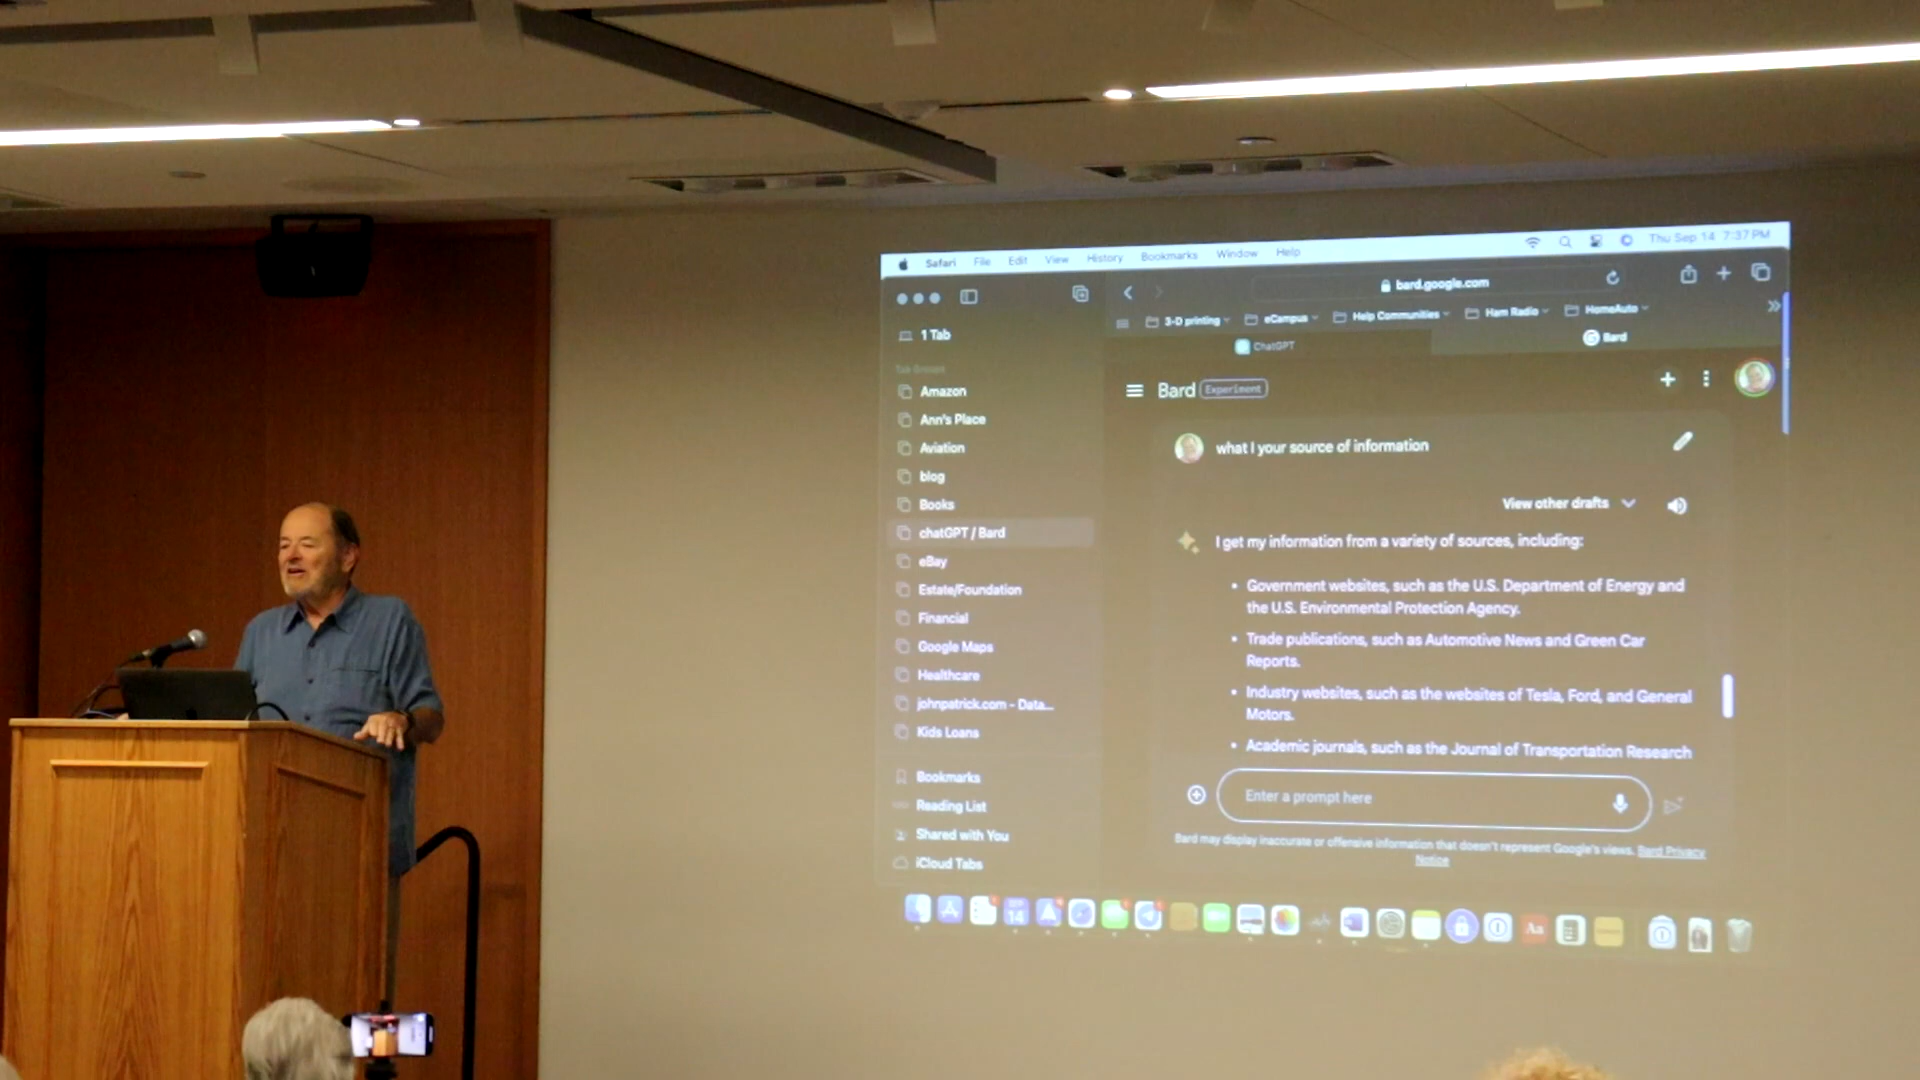 Safari File Edit View History Bookmarks Window Help Thu Sep 14 7:37 PM
bard.google.com
3-D printing eCampus Help Communities Ham Radio HomeAuto
ChatGPT Bard
1 Tab
Tab Groups
Amazon
Ann's Place
Aviation
blog
Books
chatGPT / Bard
eBay
Estate/Foundation
Financial
Google Maps
Healthcare
johnpatrick.com - Data...
Kids Loans
Bookmarks
Reading List
Shared with You
iCloud Tabs
Bard Experiment
what I your source of information
View other drafts
I get my information from a variety of sources, including:
• Government websites, such as the U.S. Department of Energy and
the U.S. Environmental Protection Agency.
• Trade publications, such as Automotive News and Green Car
Reports.
• Industry websites, such as the websites of Tesla, Ford, and General
Motors.
• Academic journals, such as the Journal of Transportation Research
Enter a prompt here
Bard may display inaccurate or offensive information that doesn't represent Google's views. Bard Privacy
Notice
14
Aa